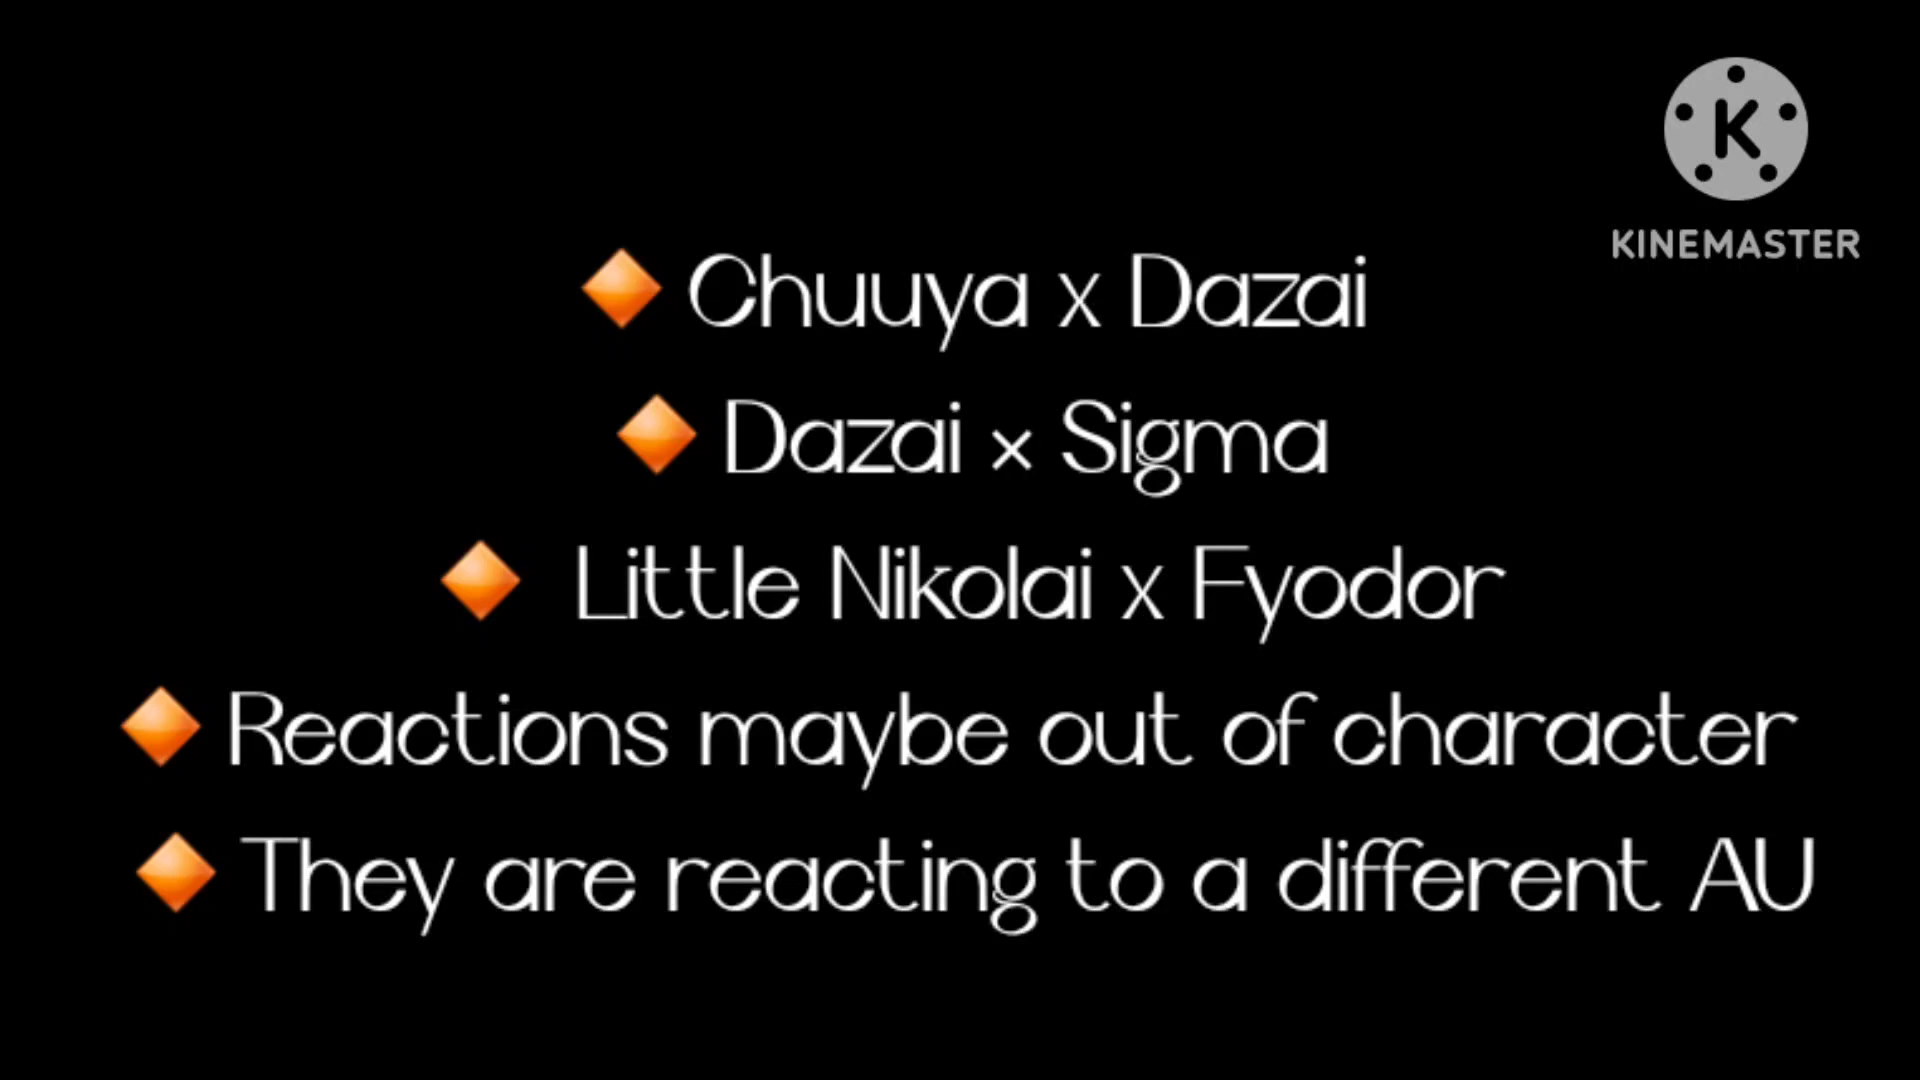 K
KINEMASTER
🔶 Chuuya x Dazai
🔶 Dazai × Sigma
🔶 Little Nikolai x Fyodor
🔶 Reactions maybe out of character
🔶 They are reacting to a different AU